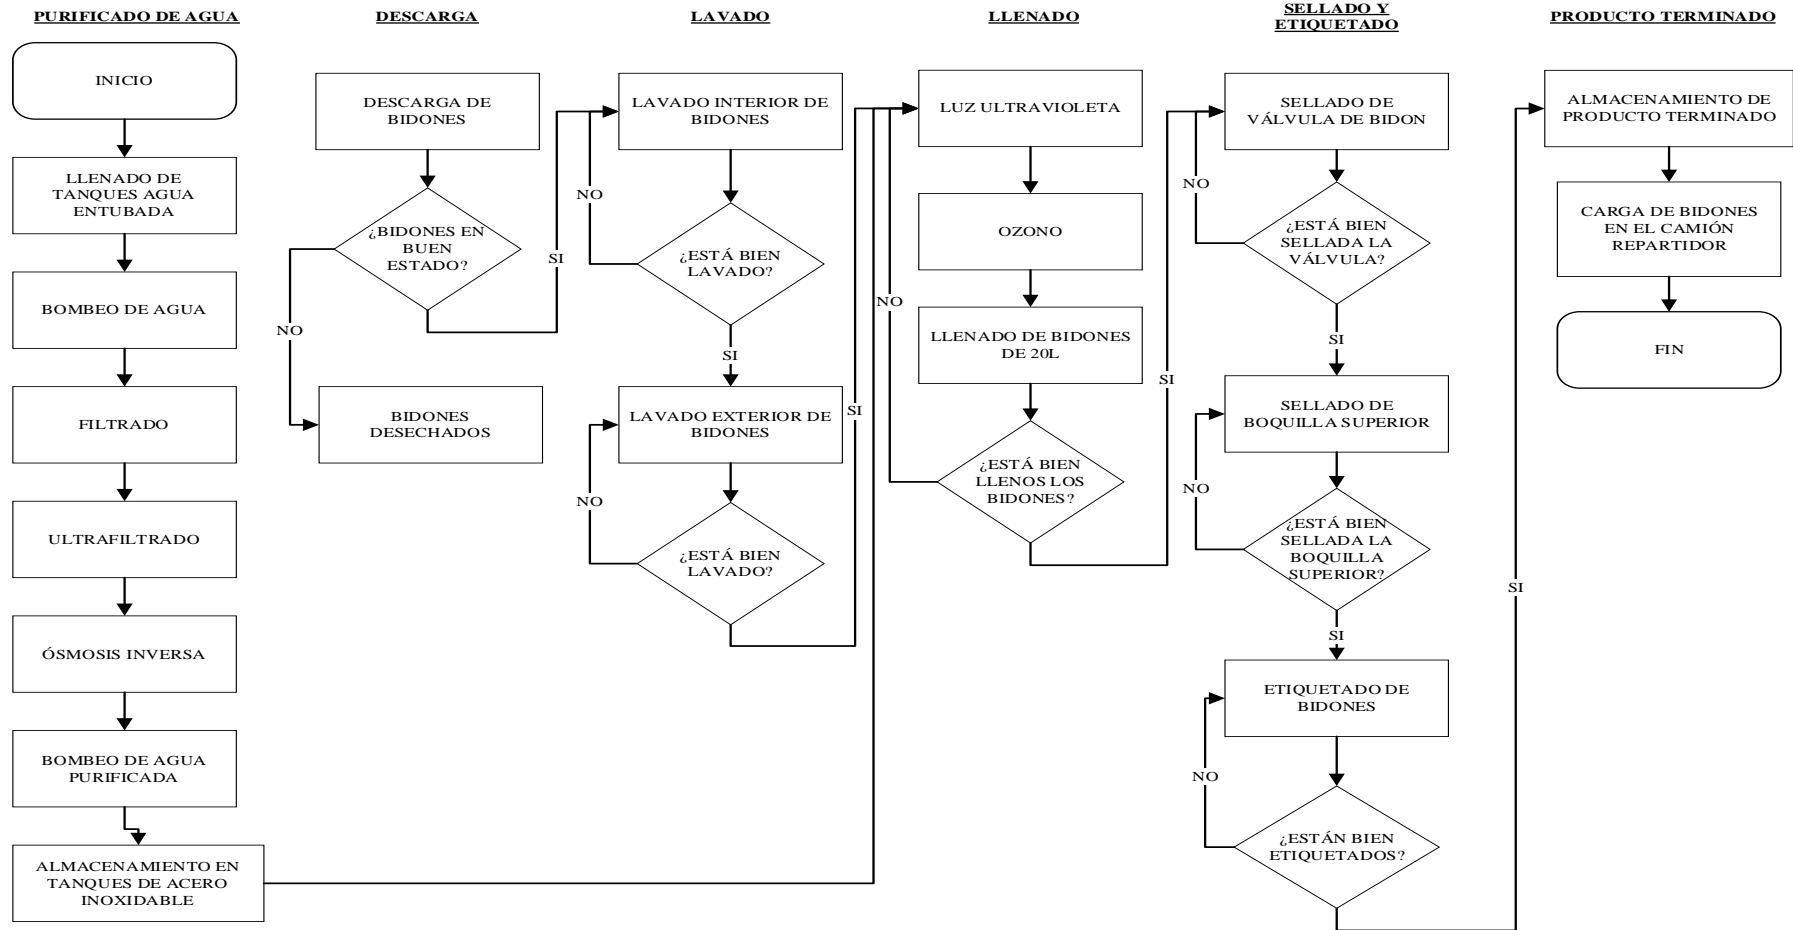 PURIFICADO DE AGUA
INICIO
LLENADO DE
TANQUES AGUA
ENTUBADA
BOMBEO DE AGUA
FILTRADO
ULTRAFILTRADO
ÓSMOSIS INVERSA
BOMBEO DE AGUA
PURIFICADA
ALMACENAMIENTO EN
TANQUES DE ACERO
INOXIDABLE
DESCARGA
DESCARGA DE
BIDONES
¿BIDONES EN
BUEN
ESTADO?
SI
NO
BIDONES
DESECHADOS
LAVADO
LAVADO INTERIOR DE
BIDONES
NO
¿ESTÁ BIEN
LAVADO?
SI
LAVADO EXTERIOR DE
BIDONES
NO
¿ESTÁ BIEN
LAVADO?
SI
LLENADO
LUZ ULTRAVIOLETA
OZONO
NO
LLENADO DE BIDONES
DE 20L
¿ESTÁ BIEN
LLENOS LOS
BIDONES?
SI
SELLADO Y
ETIQUETADO
SELLADO DE
VÁLVULA DE BIDON
NO
¿ESTÁ BIEN
SELLADA LA
VÁLVULA?
SI
SELLADO DE
BOQUILLA SUPERIOR
NO
¿ESTÁ BIEN
SELLADA LA
BOQUILLA
SUPERIOR?
SI
ETIQUETADO DE
BIDONES
NO
¿ESTÁN BIEN
ETIQUETADOS?
SI
PRODUCTO TERMINADO
ALMACENAMIENTO DE
PRODUCTO TERMINADO
CARGA DE BIDONES
EN EL CAMIÓN
REPARTIDOR
FIN